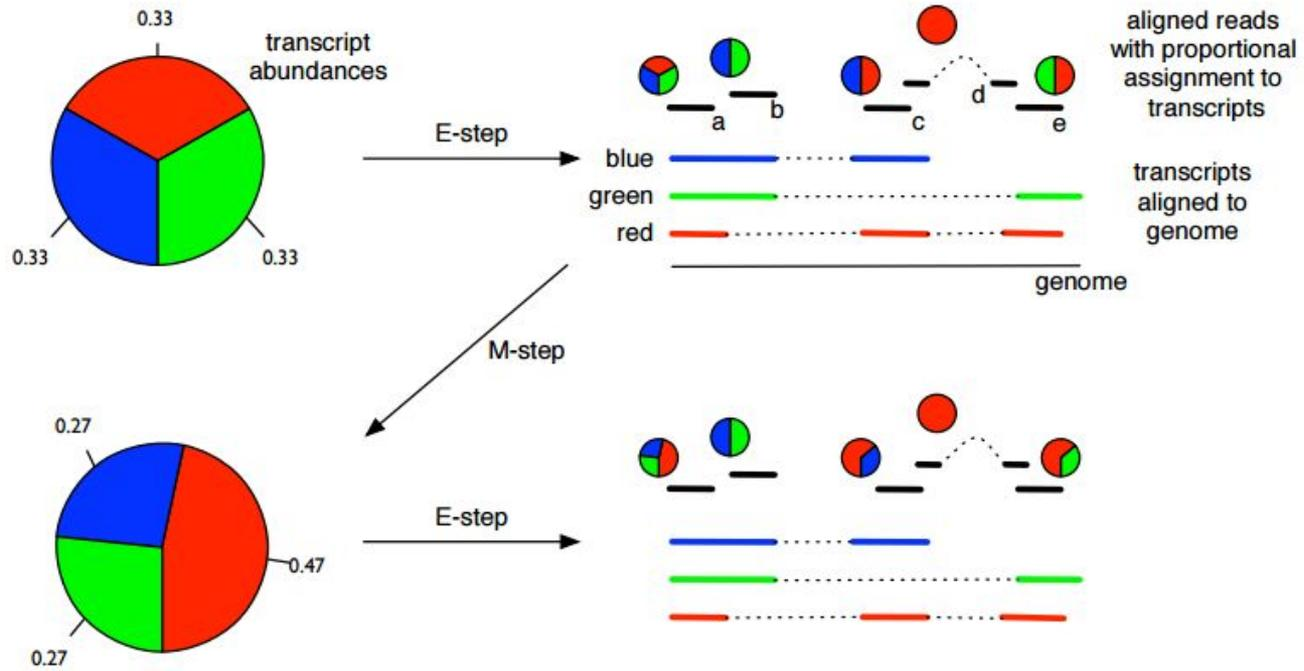 0.33
transcript
abundances
0.33
0.33
E-step
a
b
c
d
e
aligned reads
with proportional
assignment to
transcripts
blue
green
red
transcripts
aligned to
genome
genome
M-step
0.27
0.47
0.27
E-step